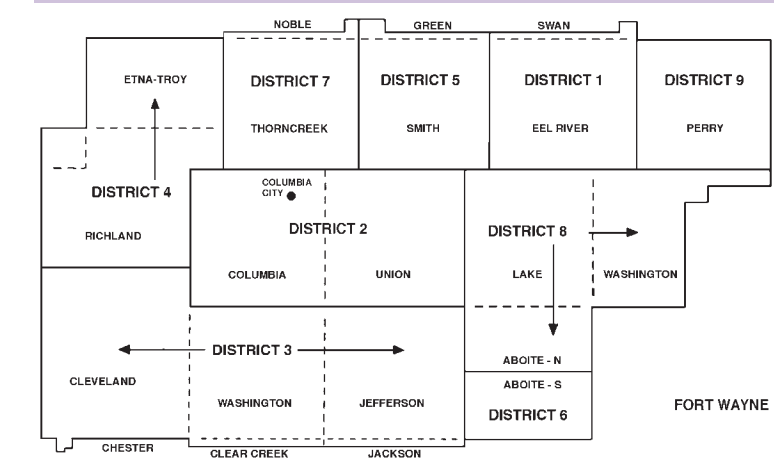 NOBLE
GREEN
SWAN
ETNA-TROY
DISTRICT 7
DISTRICT 5
DISTRICT 1
DISTRICT 9
THORNCREEK
SMITH
EEL RIVER
PERRY
DISTRICT 4
COLUMBIA
CITY
RICHLAND
DISTRICT 2
DISTRICT 8
COLUMBIA
UNION
LAKE
WASHINGTON
DISTRICT 3
ABOITE - N
CLEVELAND
ABOITE - S
WASHINGTON
JEFFERSON
DISTRICT 6
FORT WAYNE
CHESTER
CLEAR CREEK
JACKSON